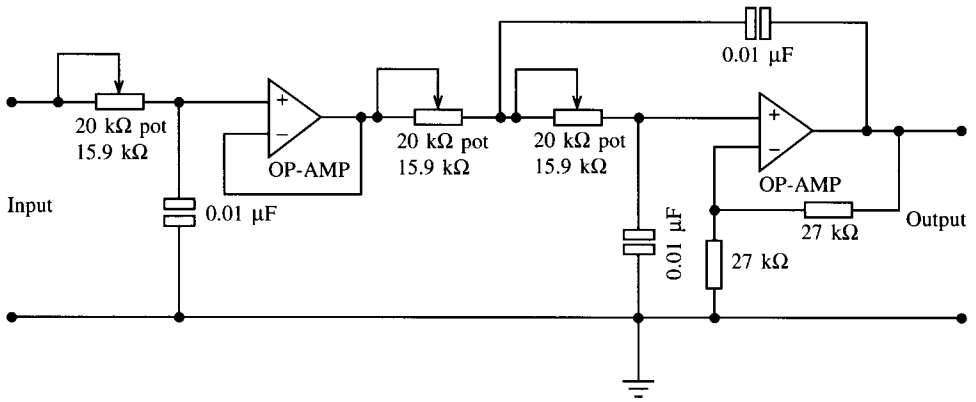 0.01 μF
20 kΩ pot
15.9 kΩ
+
−
OP-AMP
20 kΩ pot
15.9 kΩ
20 kΩ pot
15.9 kΩ
+
−
OP-AMP
Input
0.01 μF
0.01 μF
27 kΩ
Output
27 kΩ